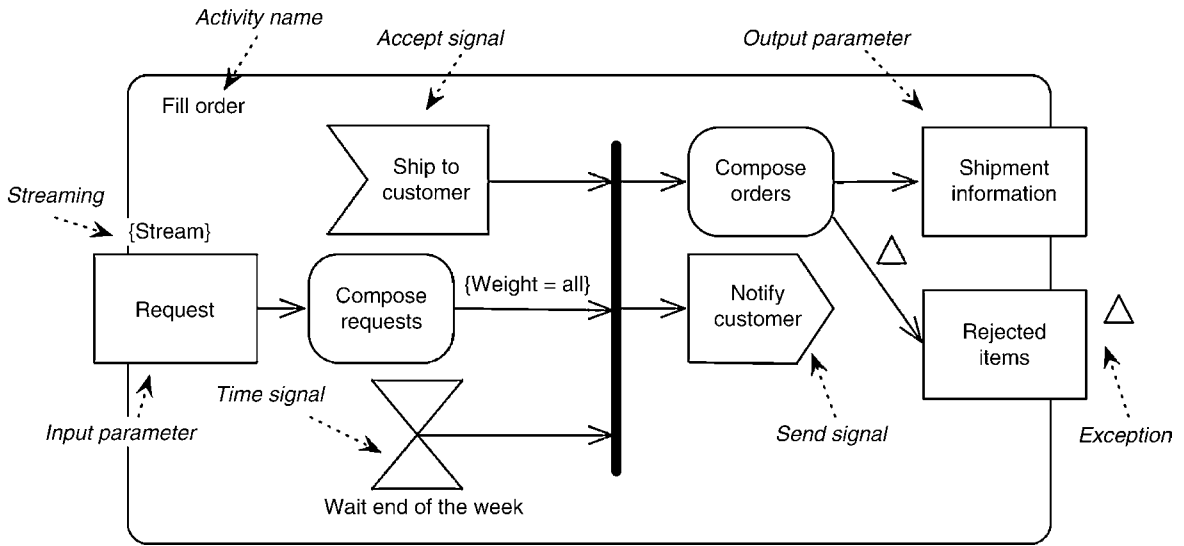 Activity name
Accept signal
Output parameter
Fill order
Ship to
customer
Compose
orders
Shipment
information
Streaming
{Stream}
Request
Compose
requests
{Weight = all}
Notify
customer
Rejected
items
Time signal
Input parameter
Send signal
Exception
Wait end of the week